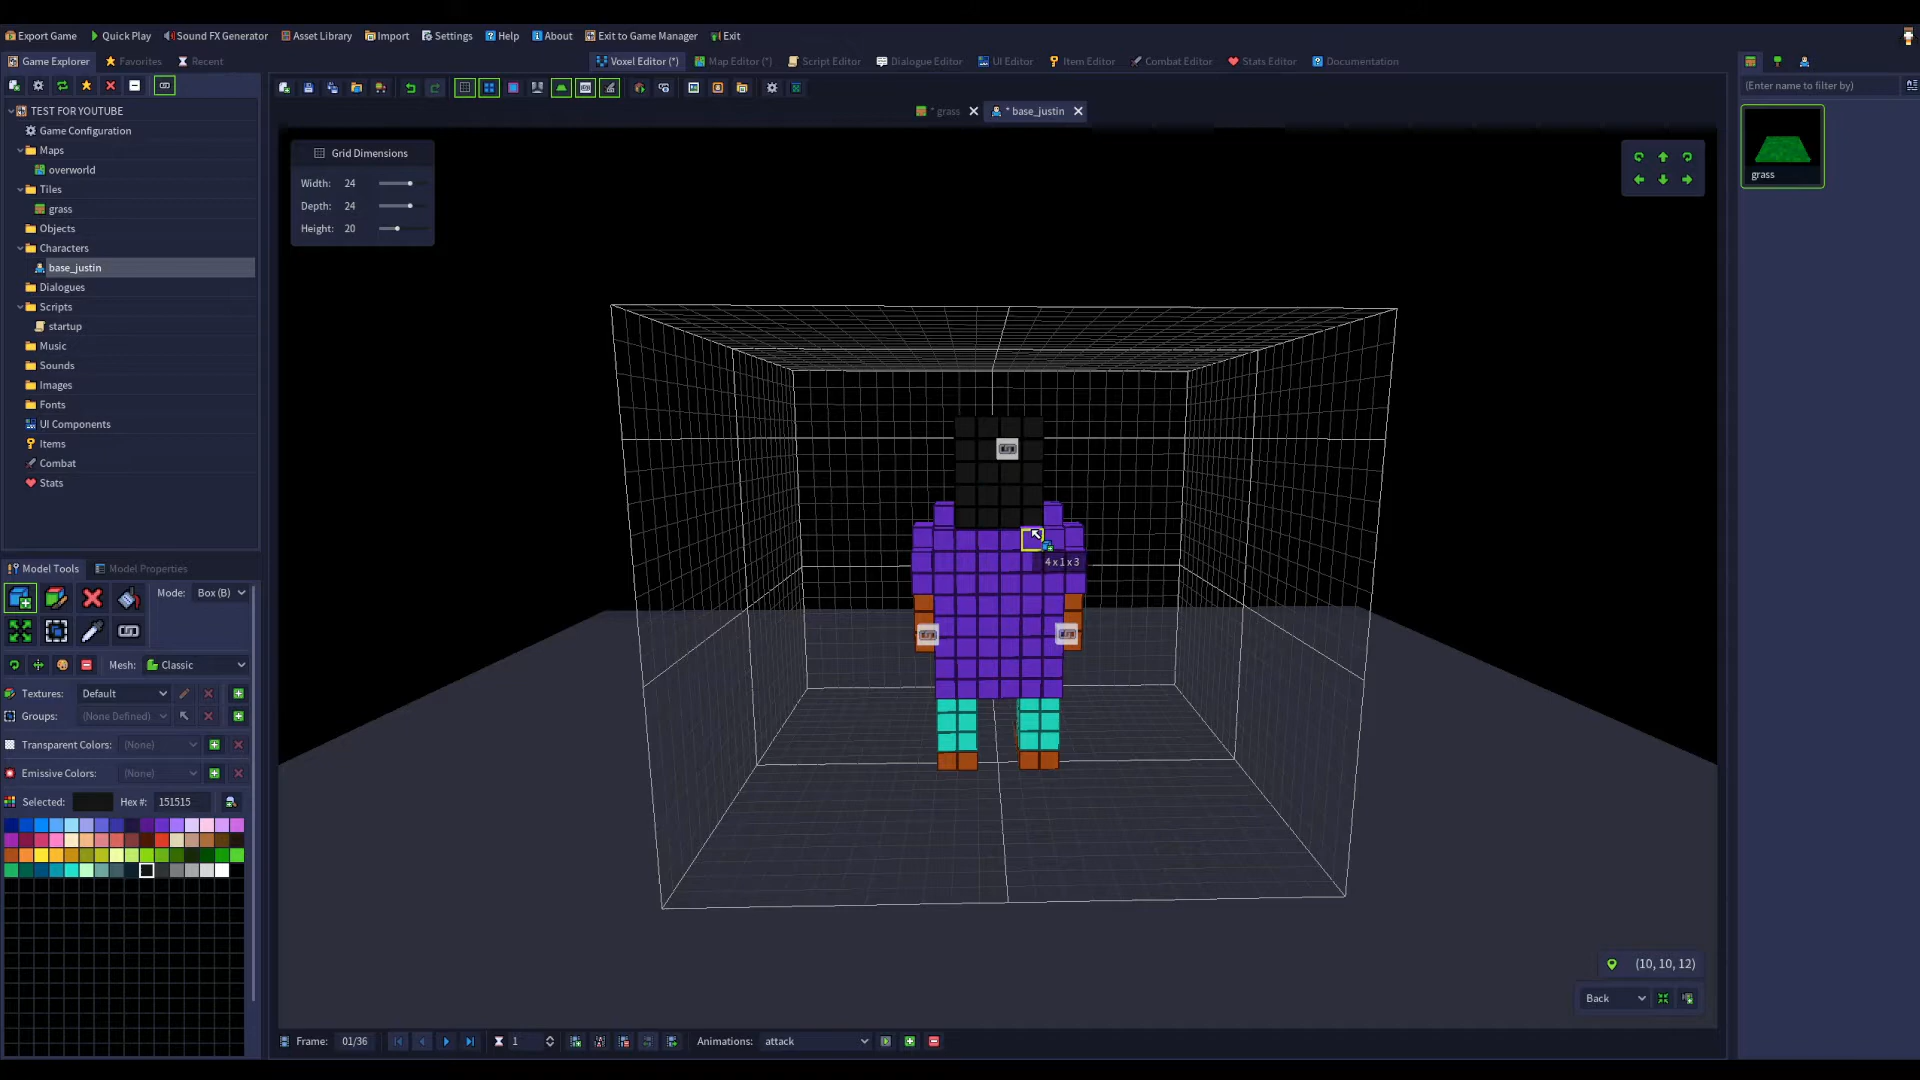 Export Game Quick Play Sound FX Generator Asset Library Import Settings Help About Exit to Game Manager Exit
Game Explorer Favorites Recent
Voxel Editor (*) Map Editor (*) Script Editor Dialogue Editor UI Editor Item Editor Combat Editor Stats Editor Documentation
(Enter name to filter by)
* grass * base_justin
TEST FOR YOUTUBE
Game Configuration
Maps
overworld
Tiles
grass
Objects
Characters
base_justin
Dialogues
Scripts
startup
Music
Sounds
Images
Fonts
UI Components
Items
Combat
Stats
Grid Dimensions
Width: 24
Depth: 24
Height: 20
grass
4x1x3
Model Tools Model Properties
Mode: Box (B)
Mesh: Classic
Textures: Default
Groups: (None Defined)
Transparent Colors: (None)
Emissive Colors: (None)
Selected: Hex #: 151515
(10, 10, 12)
Back
Frame: 01/36 1 Animations: attack